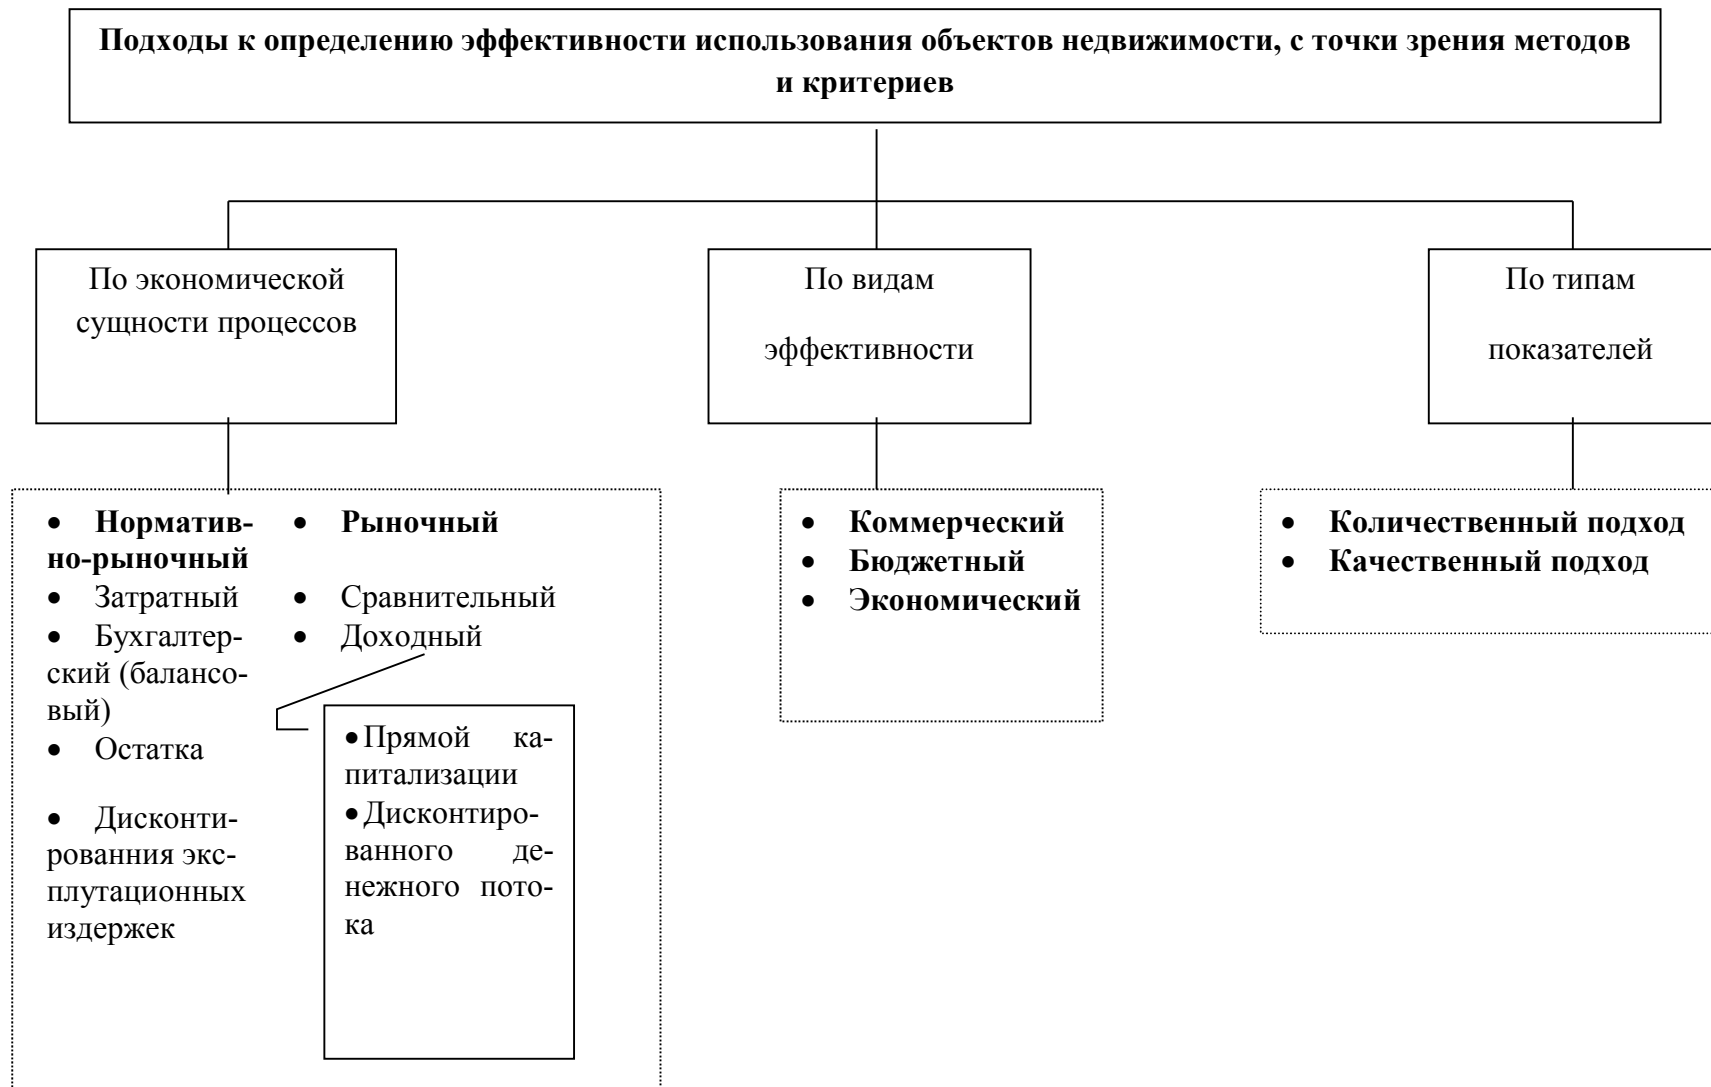 Подходы к определению эффективности использования объектов недвижимости, с точки зрения методов
и критериев
По экономической
сущности процессов
По видам
эффективности
По типам
показателей
• Норматив-
но-рыночный
• Затратный
• Бухгалтер-
ский (балансо-
вый)
• Остатка
• Дисконти-
рованния экс-
плутационных
издержек
• Рыночный
• Сравнительный
• Доходный
• Прямой ка-
питализации
• Дисконтиро-
ванного де-
нежного пото-
ка
• Коммерческий
• Бюджетный
• Экономический
• Количественный подход
• Качественный подход